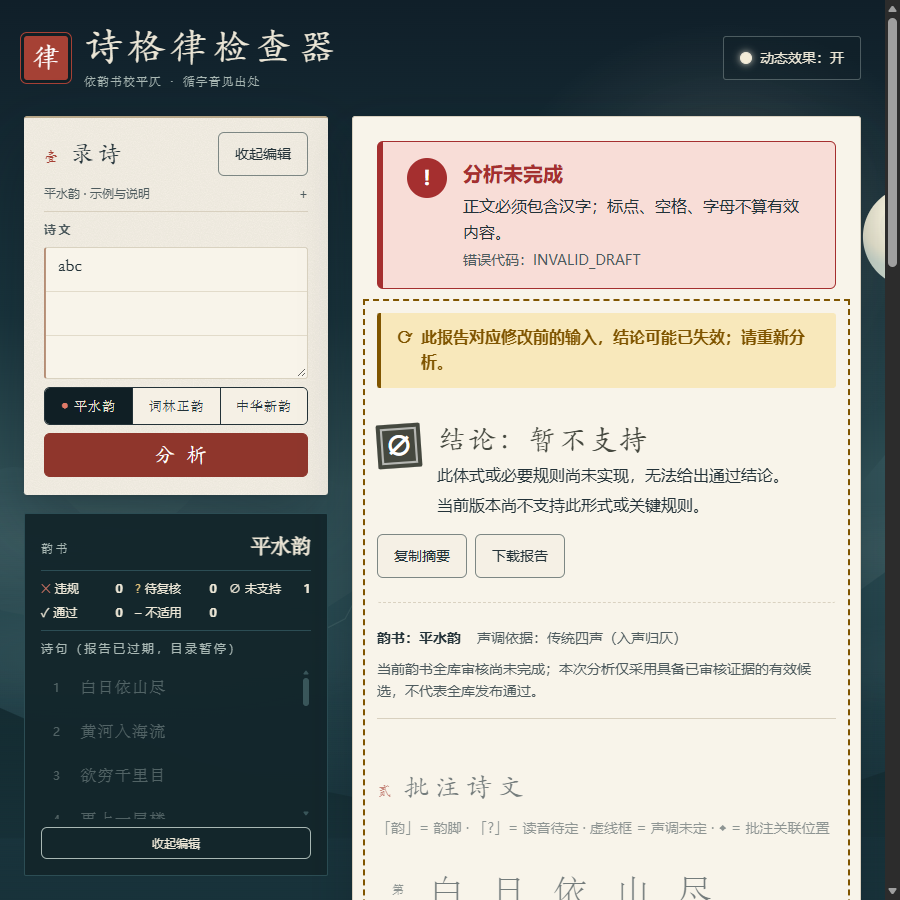 律
诗格律检查器
依韵书校平仄 · 循字音见出处
动态效果：开
壹 录诗
收起编辑
平水韵 · 示例与说明 +
诗文
abc
平水韵 词林正韵 中华新韵
分析
韵书 平水韵
违规 0 ? 待复核 0 未支持 1
通过 0 不适用 0
诗句（报告已过期，目录暂停）
1 白日依山尽
2 黄河入海流
3 欲穷千里目
收起编辑
!
分析未完成
正文必须包含汉字；标点、空格、字母不算有效
内容。
错误代码：INVALID_DRAFT
此报告对应修改前的输入，结论可能已失效；请重新分
析。
结论：暂不支持
此体式或必要规则尚未实现，无法给出通过结论。
当前版本尚不支持此形式或关键规则。
复制摘要 下载报告
韵书：平水韵 声调依据：传统四声（入声归仄）
当前韵书全库审核尚未完成；本次分析仅采用具备已审核证据的有效候
选，不代表全库发布通过。
贰 批注诗文
「韵」= 韵脚 · 「?」= 读音待定 · 虚线框 = 声调未定 · ◆ = 批注关联位置
第 白日依山尽